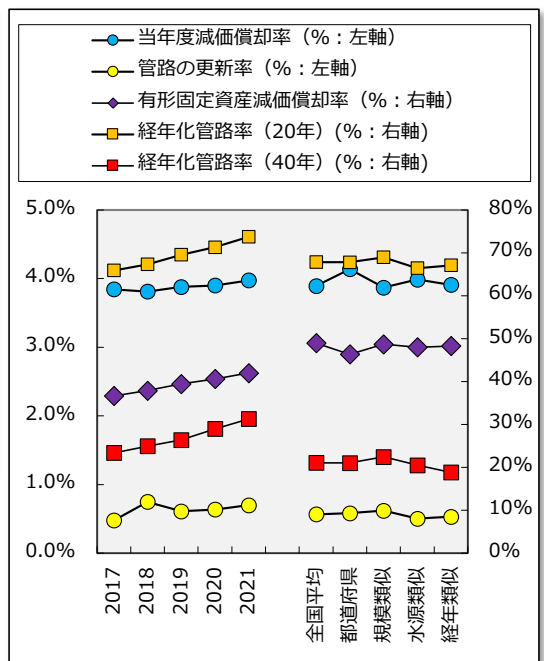 当年度減価償却率（%：左軸）
管路の更新率（%：左軸）
有形固定資産減価償却率（%：右軸）
経年化管路率（20年）(%：右軸)
経年化管路率（40年）(%：右軸)
5.0%
4.0%
3.0%
2.0%
1.0%
0.0%
80%
70%
60%
50%
40%
30%
20%
10%
0%
2017
2018
2019
2020
2021
全国平均
都道府県
規模類似
水源類似
経年類似